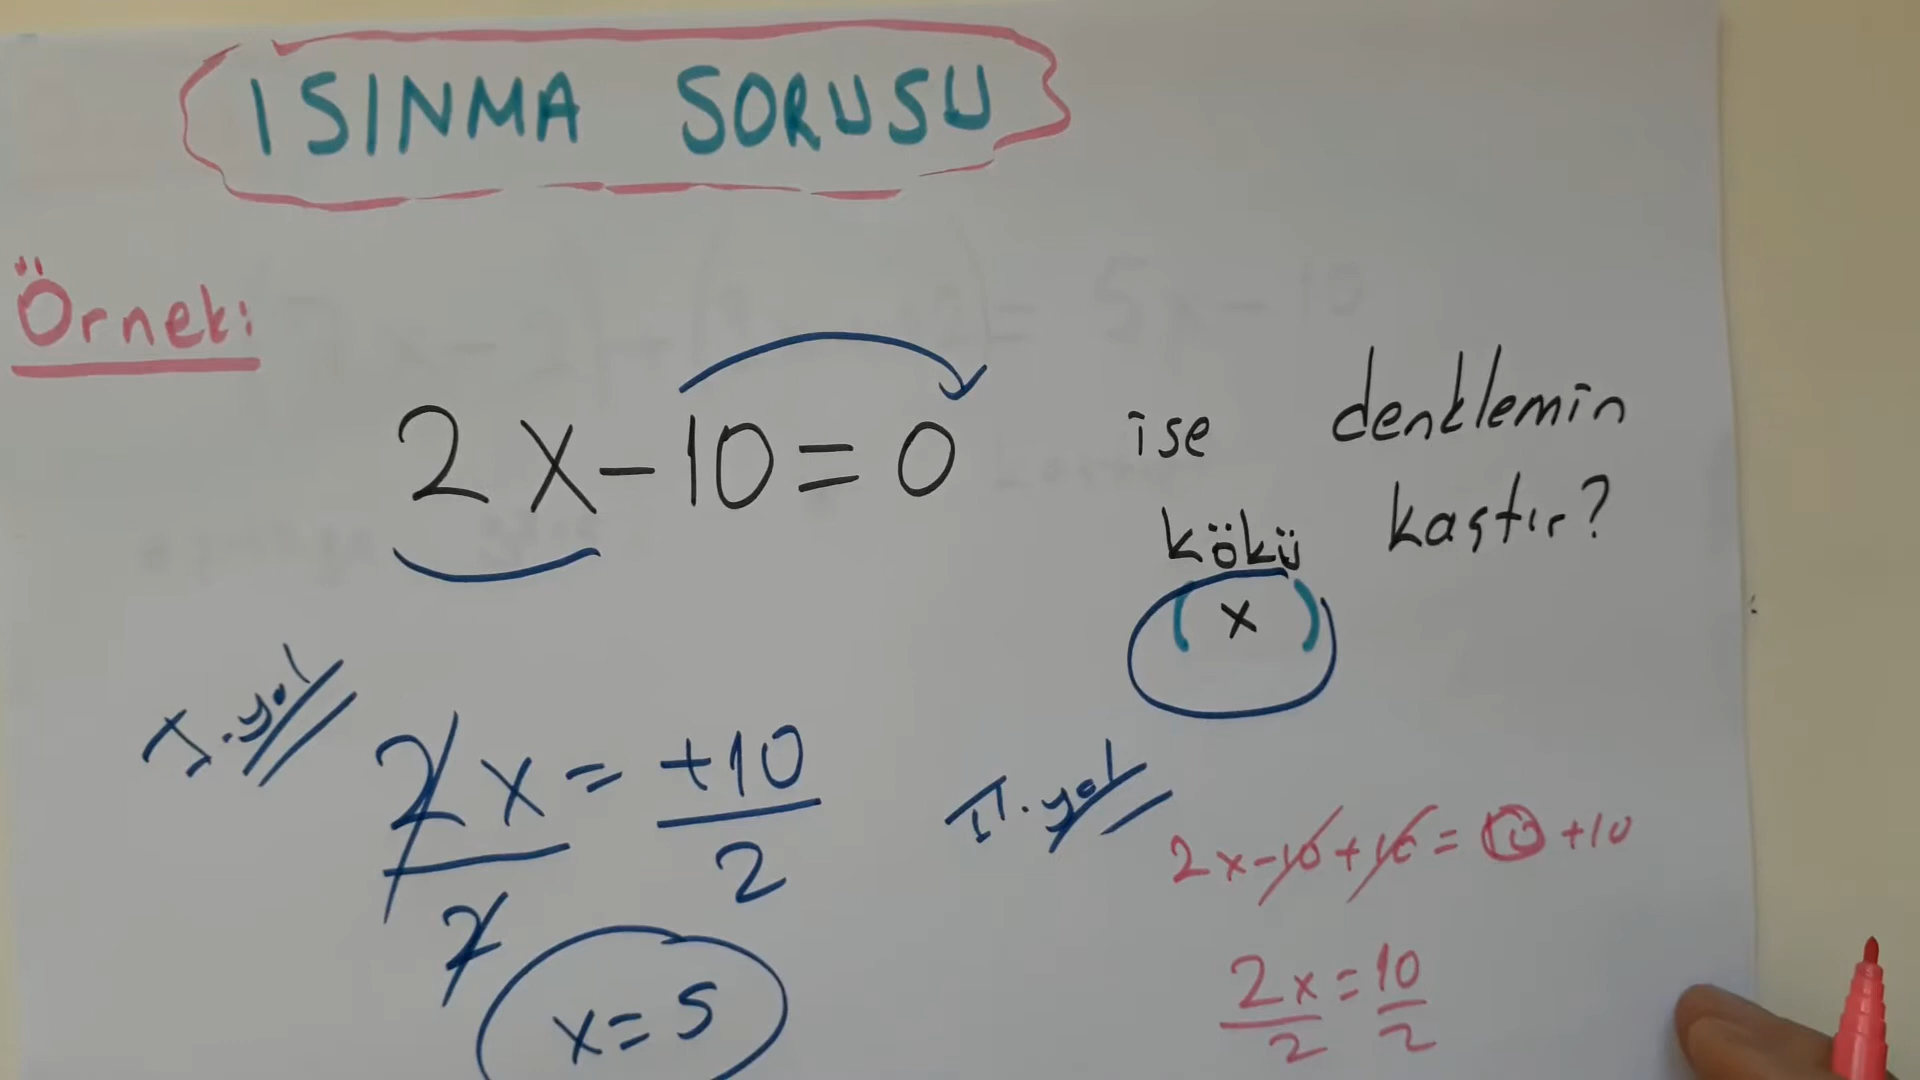 ISINMA SORUSU
Örnek:
2x-10=0 ise denklemin
kökü kaçtır?
(x)
I.yol
2x = +10
2 2
x=5
II.yol
2x-10+10= +10
2x=10
2 2